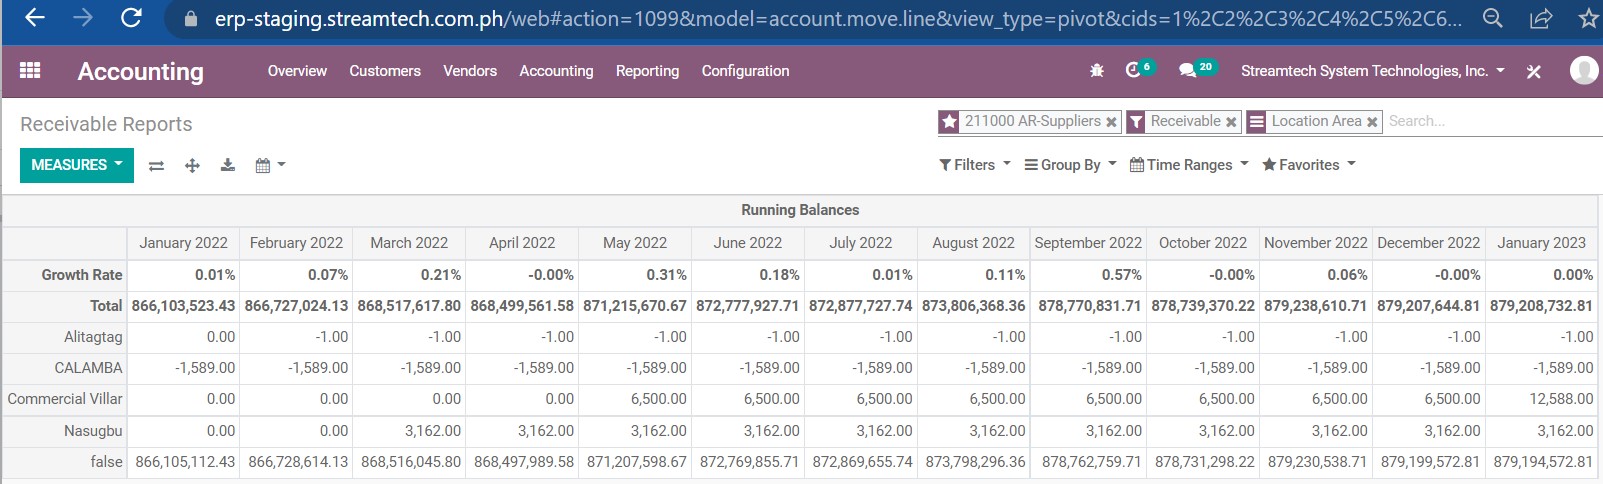 erp-staging.streamtech.com.ph/web#action=1099&model=account.move.line&view_type=pivot&cids=1%2C2%2C3%2C4%2C5%2C6...
Accounting Overview Customers Vendors Accounting Reporting Configuration 6 20 Streamtech System Technologies, Inc.
Receivable Reports 211000 AR-Suppliers Receivable Location Area Search...
MEASURES Filters Group By Time Ranges Favorites
Running Balances
January 2022 February 2022 March 2022 April 2022 May 2022 June 2022 July 2022 August 2022 September 2022 October 2022 November 2022 December 2022 January 2023
Growth Rate 0.01% 0.07% 0.21% -0.00% 0.31% 0.18% 0.01% 0.11% 0.57% -0.00% 0.06% -0.00% 0.00%
Total 866,103,523.43 866,727,024.13 868,517,617.80 868,499,561.58 871,215,670.67 872,777,927.71 872,877,727.74 873,806,368.36 878,770,831.71 878,739,370.22 879,238,610.71 879,207,644.81 879,208,732.81
Alitagtag 0.00 -1.00 -1.00 -1.00 -1.00 -1.00 -1.00 -1.00 -1.00 -1.00 -1.00 -1.00 -1.00
CALAMBA -1,589.00 -1,589.00 -1,589.00 -1,589.00 -1,589.00 -1,589.00 -1,589.00 -1,589.00 -1,589.00 -1,589.00 -1,589.00 -1,589.00 -1,589.00
Commercial Villar 0.00 0.00 0.00 0.00 6,500.00 6,500.00 6,500.00 6,500.00 6,500.00 6,500.00 6,500.00 6,500.00 12,588.00
Nasugbu 0.00 0.00 3,162.00 3,162.00 3,162.00 3,162.00 3,162.00 3,162.00 3,162.00 3,162.00 3,162.00 3,162.00 3,162.00
false 866,105,112.43 866,728,614.13 868,516,045.80 868,497,989.58 871,207,598.67 872,769,855.71 872,869,655.74 873,798,296.36 878,762,759.71 878,731,298.22 879,230,538.71 879,199,572.81 879,194,572.81